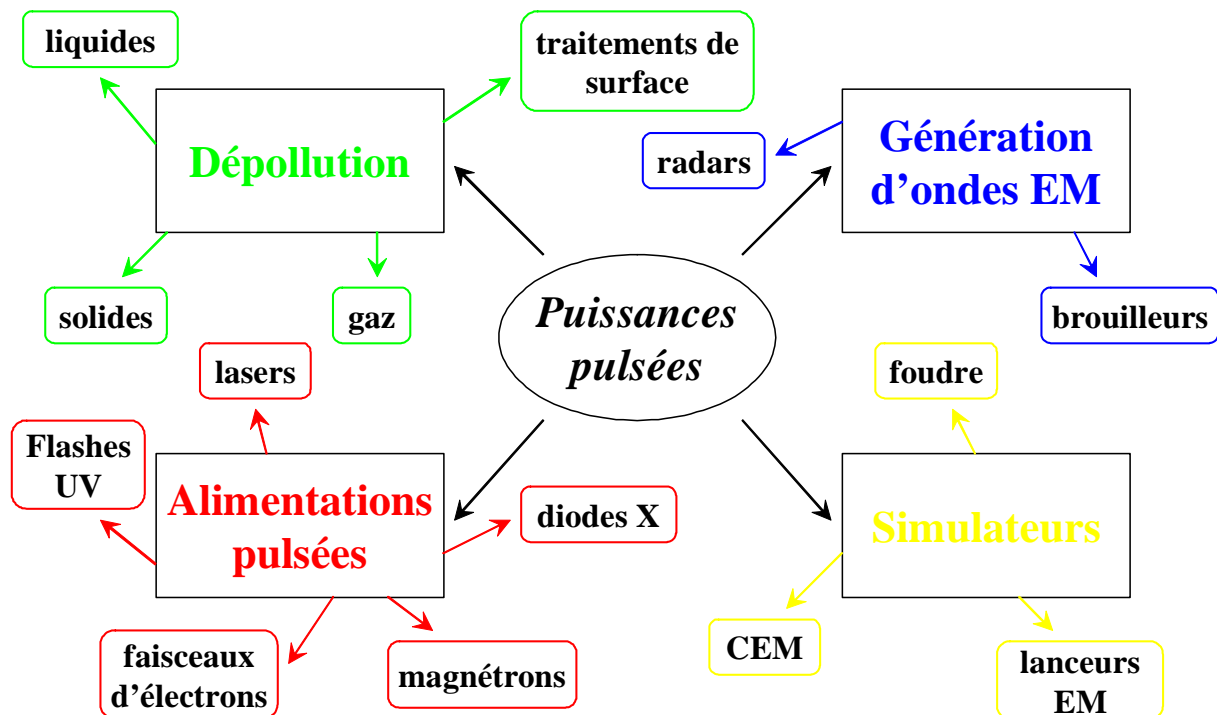 liquides
traitements de
surface
Dépollution
solides
gaz
radars
Génération
d’ondes EM
brouilleurs
Puissances
pulsées
lasers
Flashes
UV
Alimentations
pulsées
diodes X
faisceaux
d’électrons
magnétrons
foudre
Simulateurs
CEM
lanceurs
EM